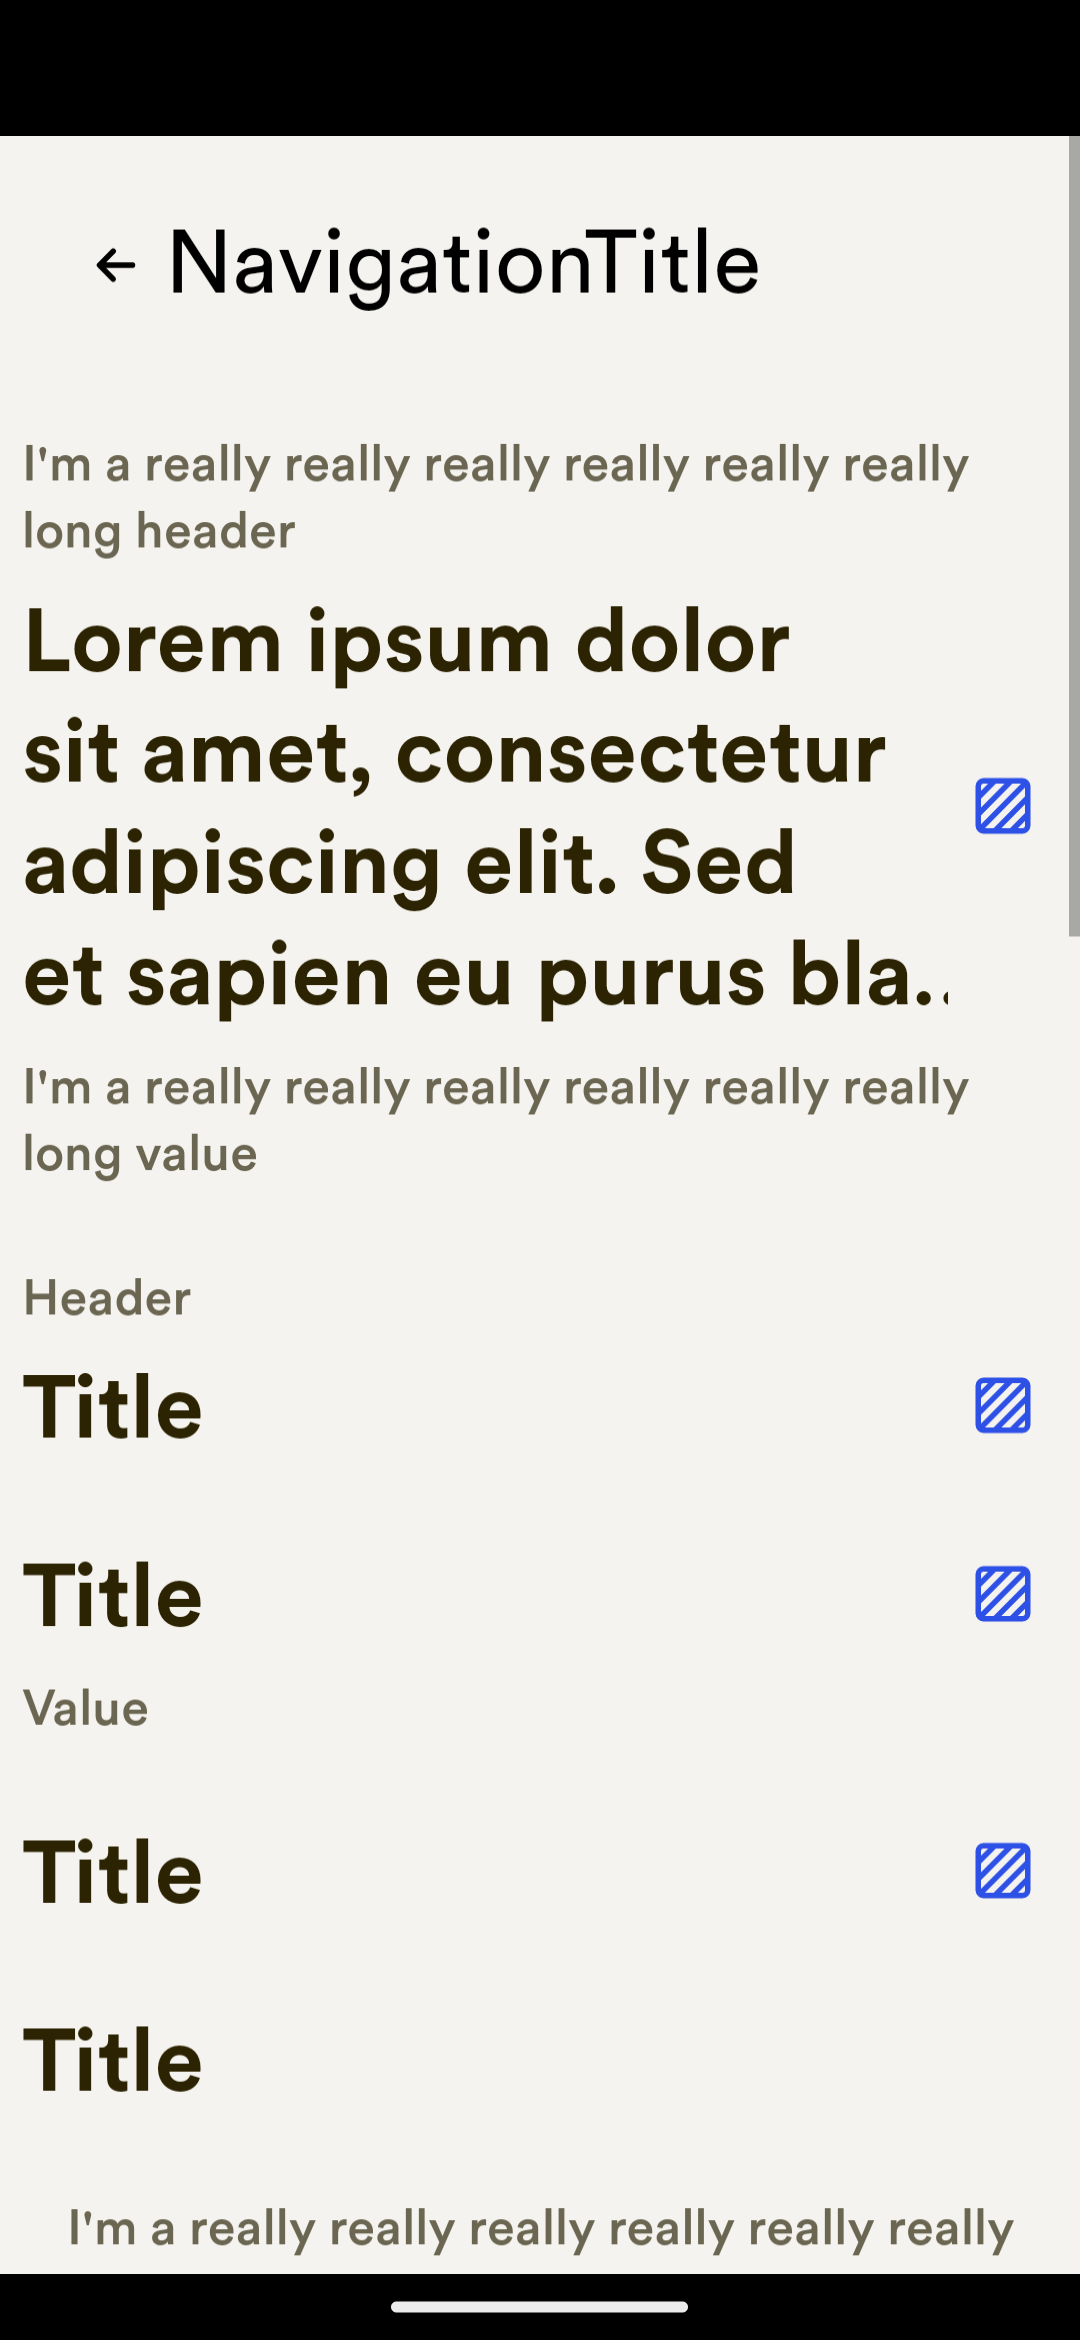 NavigationTitle
I'm a really really really really really really
long header
Lorem ipsum dolor
sit amet, consectetur
adipiscing elit. Sed
et sapien eu purus bla..
I'm a really really really really really really
long value
Header
Title
Title
Value
Title
Title
I'm a really really really really really really